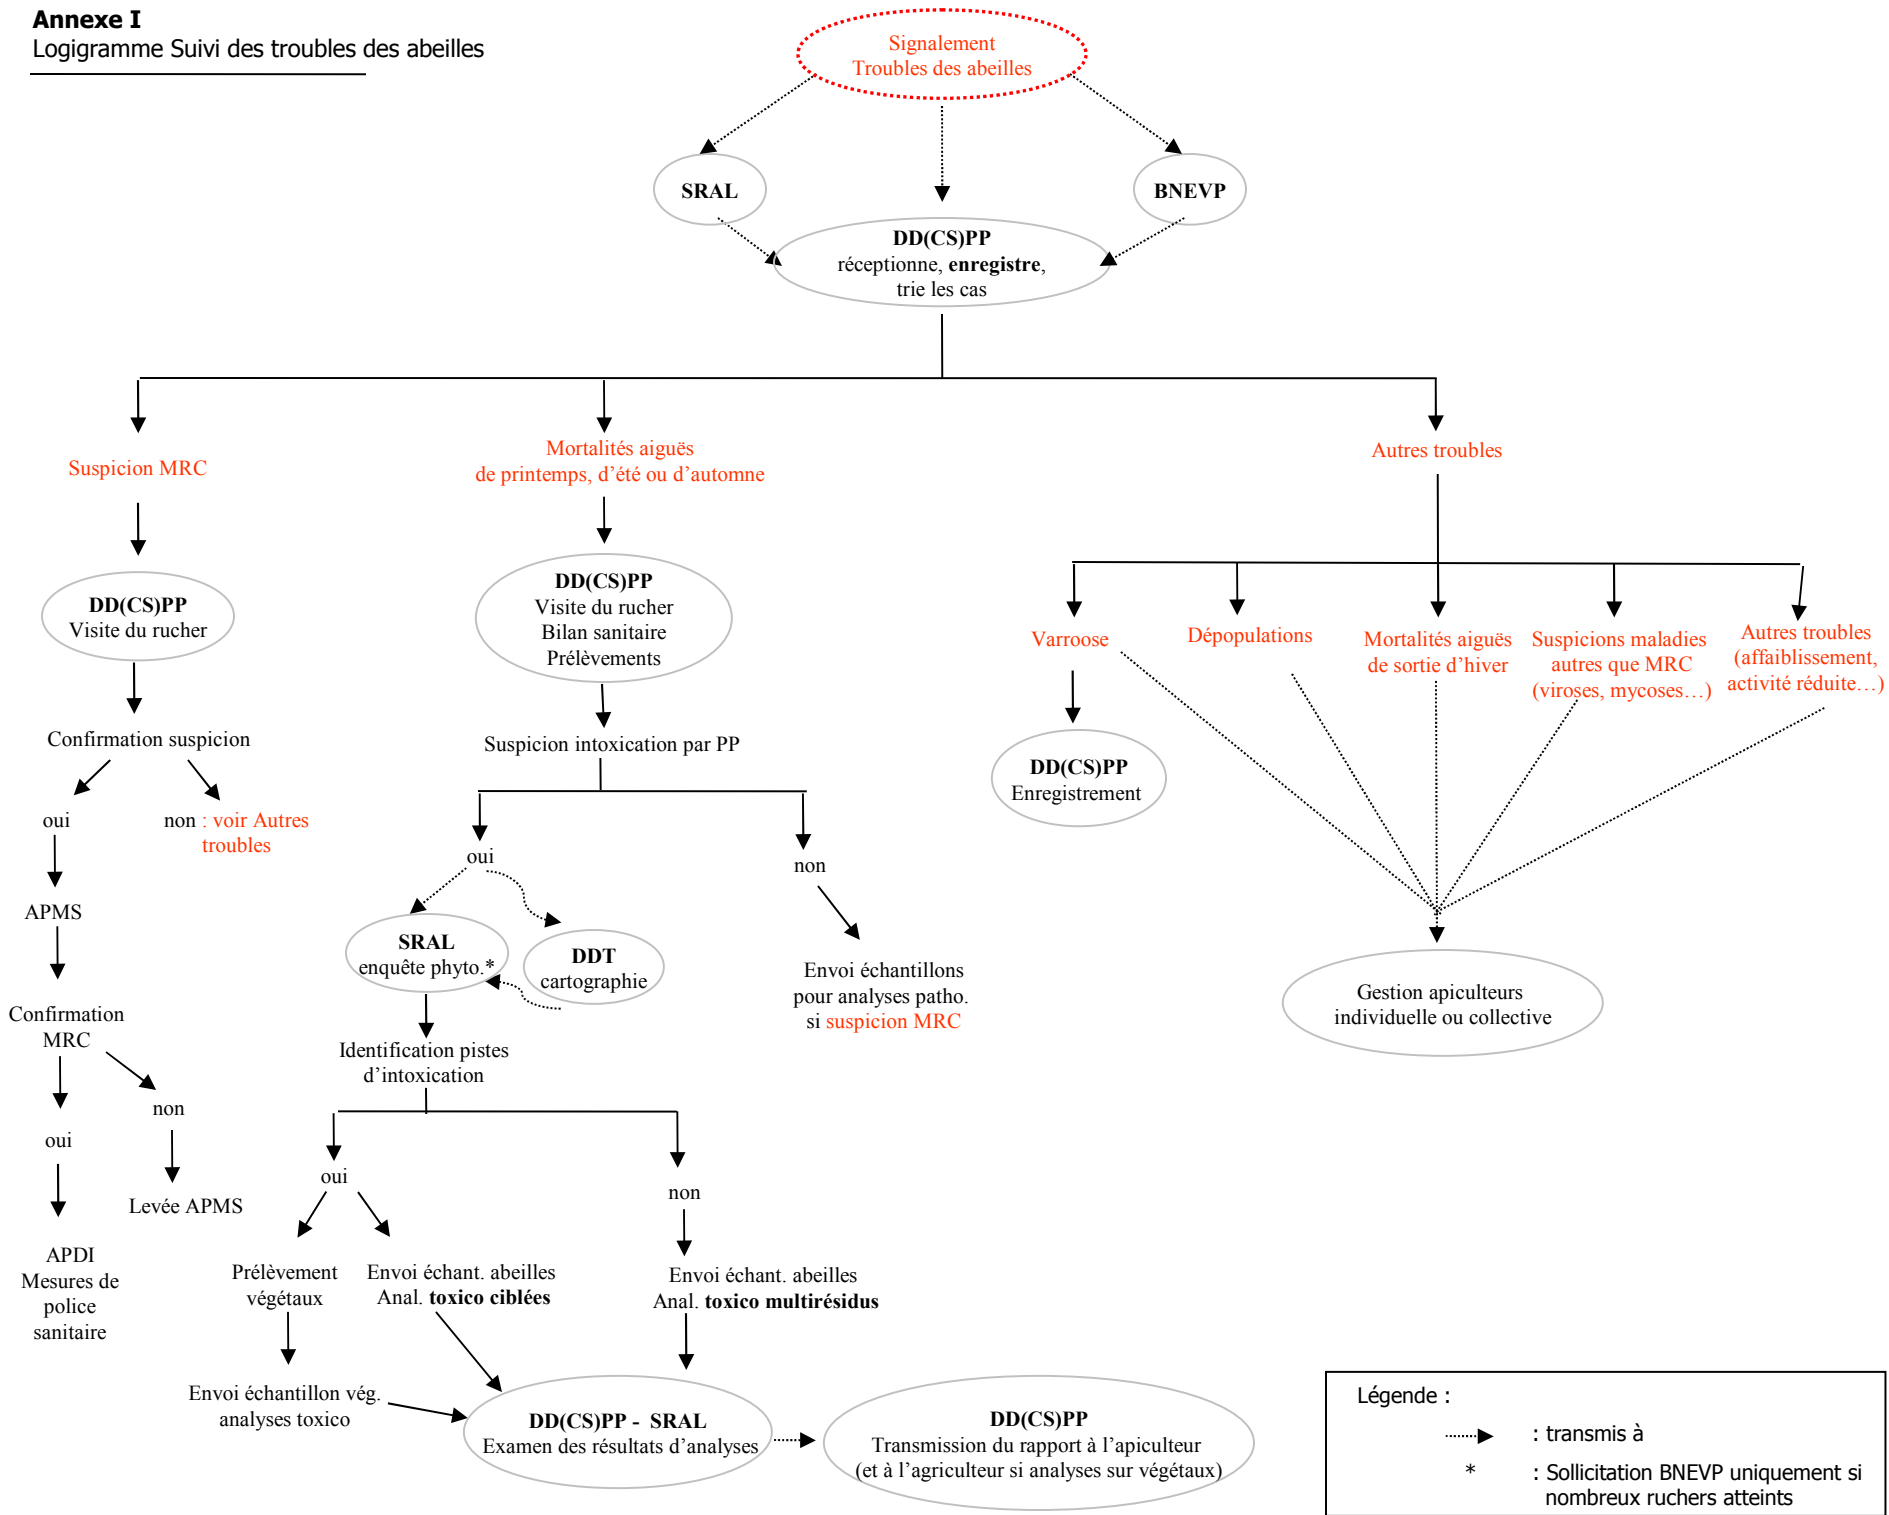 Annexe I
Logigramme Suivi des troubles des abeilles
Signalement
Troubles des abeilles
SRAL
BNEVP
DD(CS)PP
réceptionne, enregistre,
trie les cas
Suspicion MRC
Mortalités aiguës
de printemps, d’été ou d’automne
Autres troubles
DD(CS)PP
Visite du rucher
DD(CS)PP
Visite du rucher
Bilan sanitaire
Prélèvements
Varroose
Dépopulations
Mortalités aiguës
de sortie d’hiver
Suspicions maladies
autres que MRC
(viroses, mycoses…)
Autres troubles
(affaiblissement,
activité réduite…)
Confirmation suspicion
Suspicion intoxication par PP
DD(CS)PP
Enregistrement
oui
non : voir Autres
troubles
oui
non
APMS
SRAL
enquête phyto.*
DDT
cartographie
Envoi échantillons
pour analyses patho.
si suspicion MRC
Gestion apiculteurs
individuelle ou collective
Confirmation
MRC
Identification pistes
d’intoxication
non
oui
oui
non
Levée APMS
APDI
Mesures de
police
sanitaire
Prélèvement
végétaux
Envoi échant. abeilles
Anal. toxico ciblées
Envoi échant. abeilles
Anal. toxico multirésidus
Envoi échantillon vég.
analyses toxico
DD(CS)PP - SRAL
Examen des résultats d’analyses
DD(CS)PP
Transmission du rapport à l’apiculteur
(et à l’agriculteur si analyses sur végétaux)
Légende :
: transmis à
* : Sollicitation BNEVP uniquement si
nombreux ruchers atteints